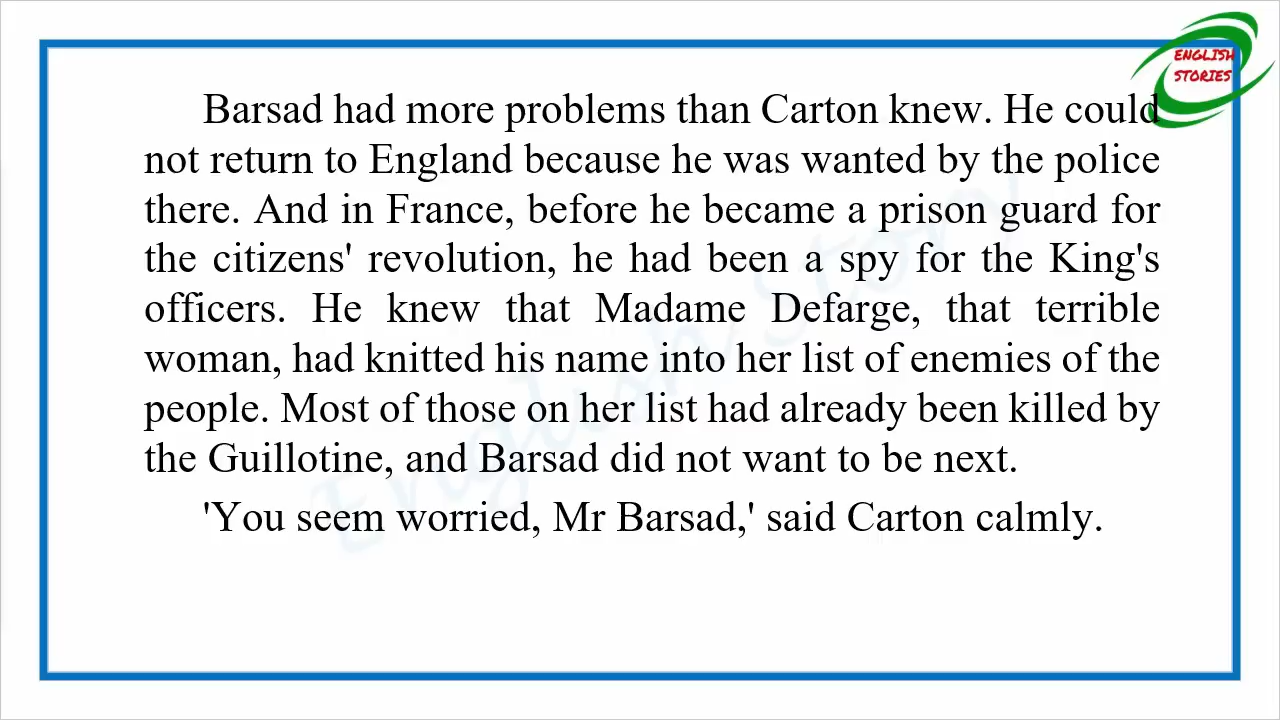 ENGLISH
STORIES
Barsad had more problems than Carton knew. He could
not return to England because he was wanted by the police
there. And in France, before he became a prison guard for
the citizens' revolution, he had been a spy for the King's
officers. He knew that Madame Defarge, that terrible
woman, had knitted his name into her list of enemies of the
people. Most of those on her list had already been killed by
the Guillotine, and Barsad did not want to be next.
'You seem worried, Mr Barsad,' said Carton calmly.
English Story